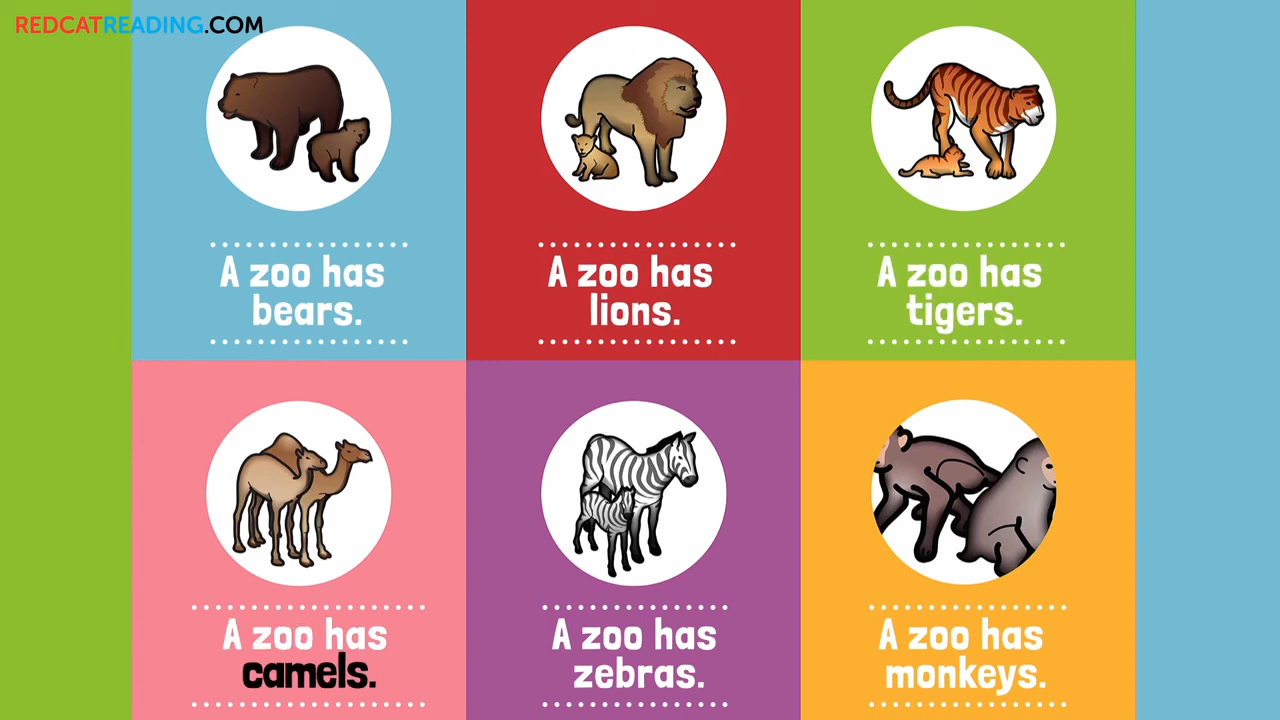 REDCATREADING.COM
A zoo has
bears.
A zoo has
lions.
A zoo has
tigers.
A zoo has
camels.
A zoo has
zebras.
A zoo has
monkeys.